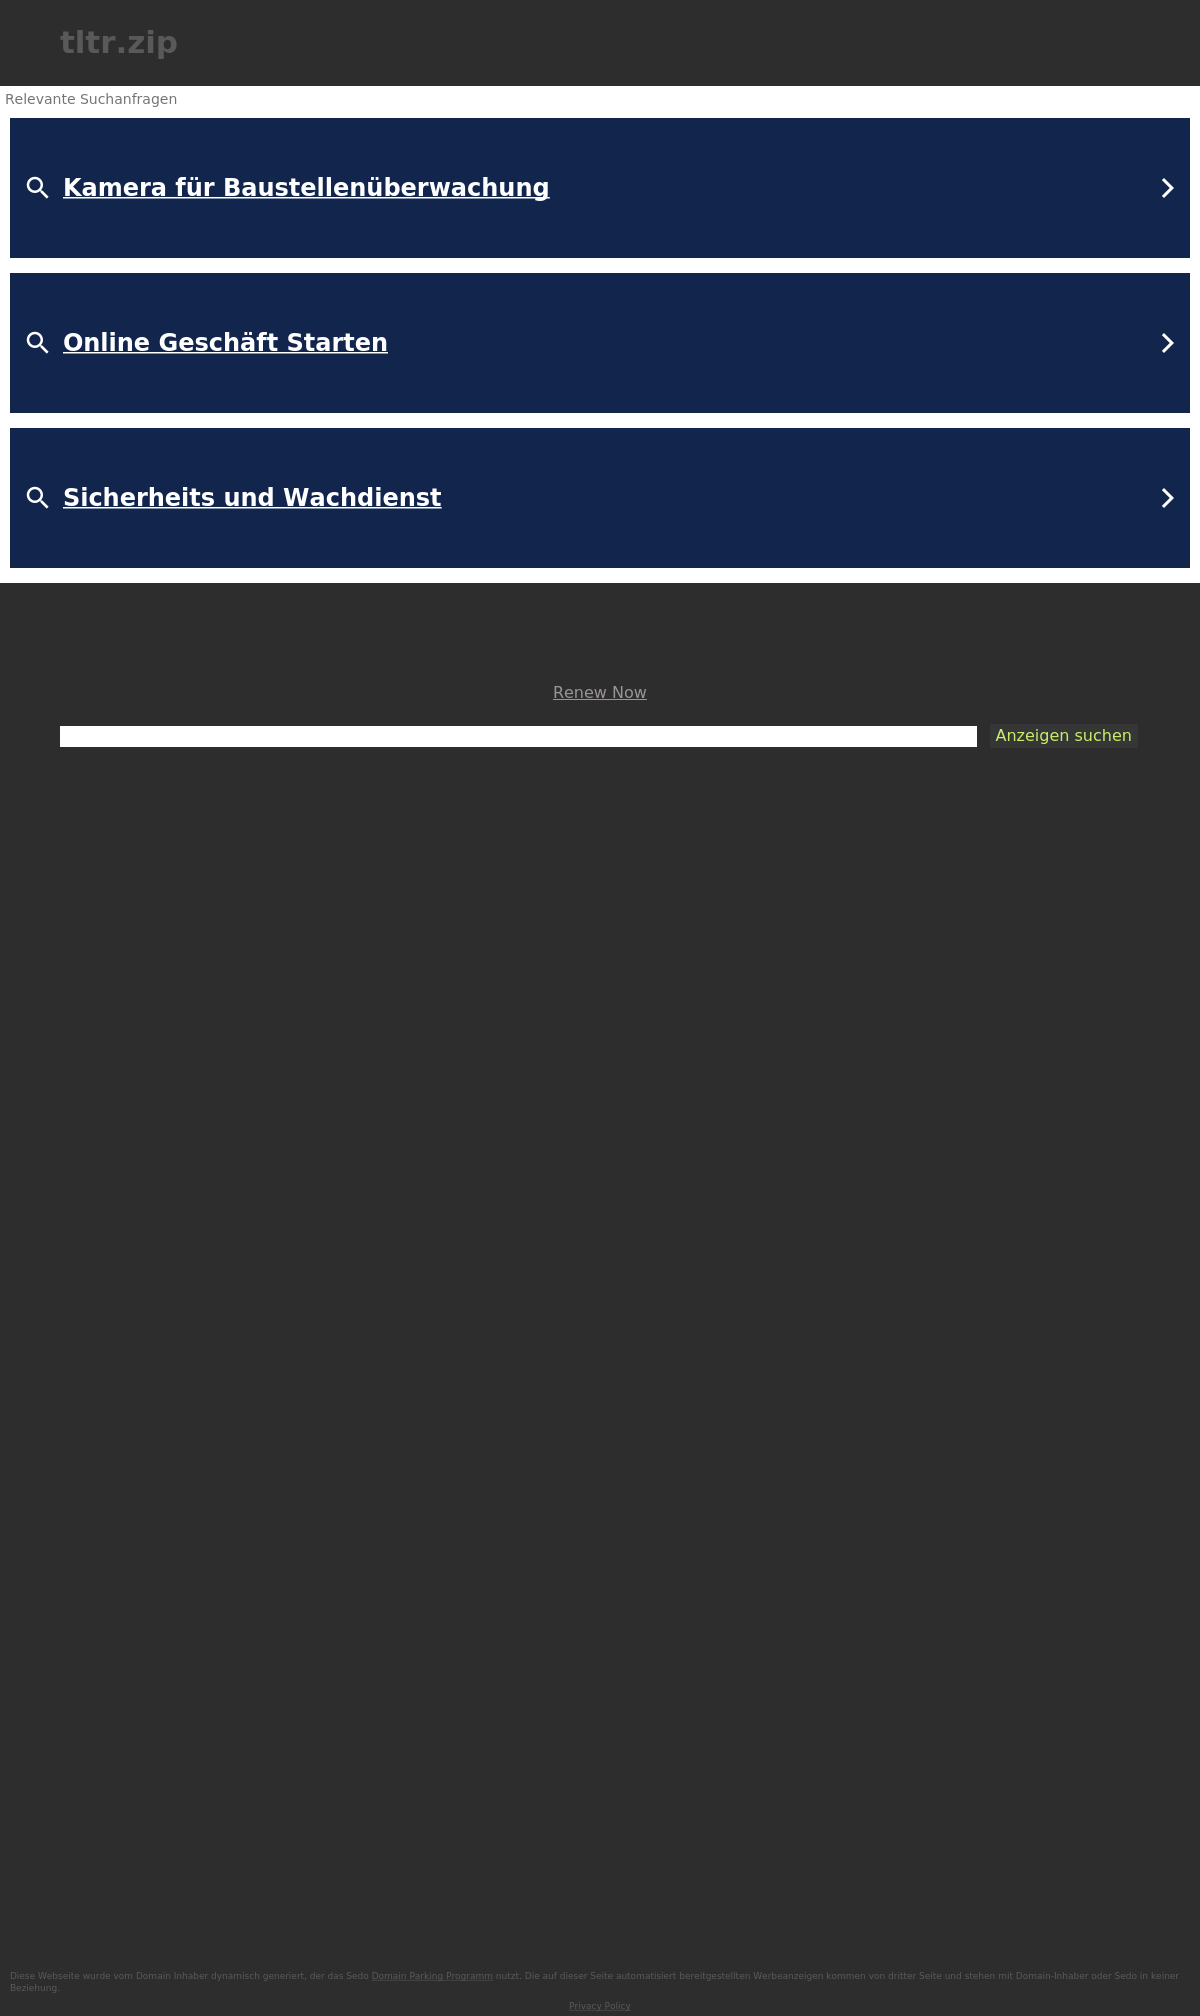 tltr.zip
Relevante Suchanfragen
Kamera für Baustellenüberwachung
Online Geschäft Starten
Sicherheits und Wachdienst
Renew Now
Anzeigen suchen
Diese Webseite wurde vom Domain Inhaber dynamisch generiert, der das Sedo Domain Parking Programm nutzt. Die auf dieser Seite automatisiert bereitgestellten Werbeanzeigen kommen von dritter Seite und stehen mit Domain-Inhaber oder Sedo in keiner
Beziehung.
Privacy Policy